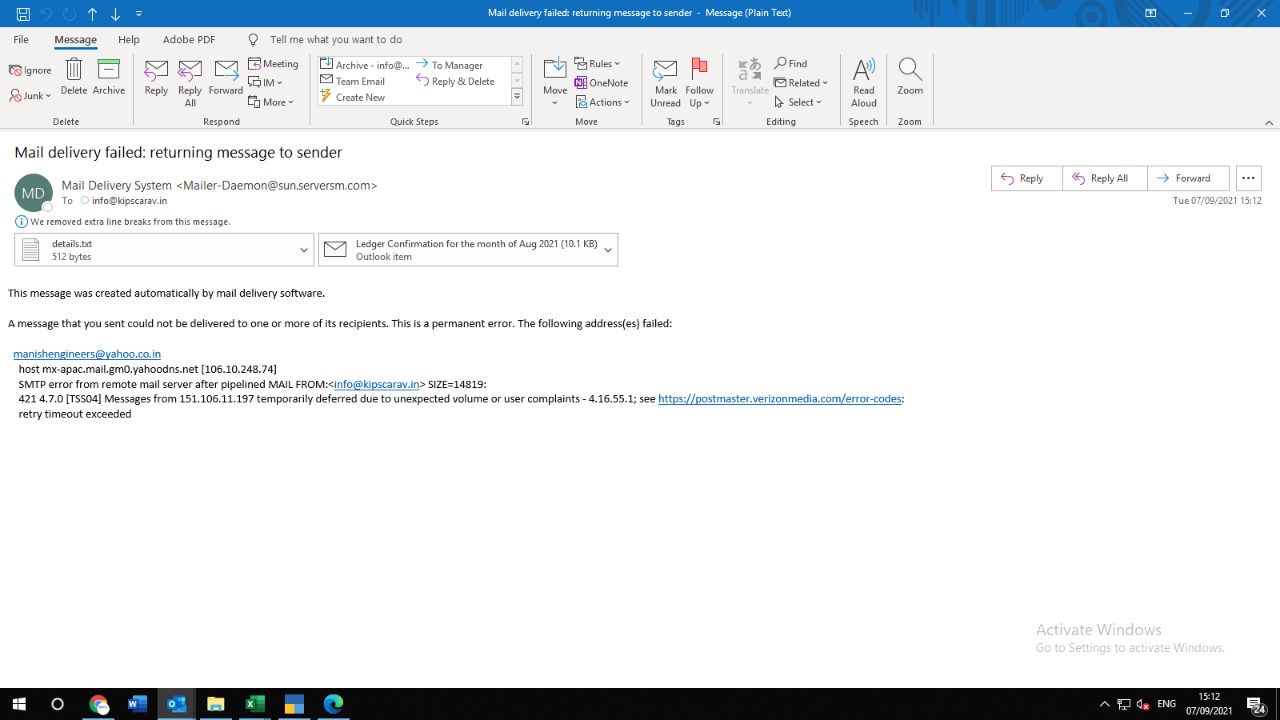 Mail delivery failed: returning message to sender - Message (Plain Text)
File Message Help Adobe PDF Tell me what you want to do
Ignore
Junk
Delete
Archive
Delete
Reply
Reply All
Forward
Meeting
IM
More
Respond
Archive - info@...
Team Email
Create New
To Manager
Reply & Delete
Quick Steps
Move
Rules
OneNote
Actions
Move
Mark Unread
Follow Up
Tags
Translate
Find
Related
Select
Editing
Read Aloud
Speech
Zoom
Zoom
Mail delivery failed: returning message to sender
MD
Mail Delivery System <Mailer-Daemon@sun.serversm.com>
To info@kipscarav.in
Reply Reply All Forward
Tue 07/09/2021 15:12
We removed extra line breaks from this message.
details.txt
512 bytes
Ledger Confirmation for the month of Aug 2021 (10.1 KB)
Outlook item
This message was created automatically by mail delivery software.
A message that you sent could not be delivered to one or more of its recipients. This is a permanent error. The following address(es) failed:
manishengineers@yahoo.co.in
host mx-apac.mail.gm0.yahoodns.net [106.10.248.74]
SMTP error from remote mail server after pipelined MAIL FROM:<info@kipscarav.in> SIZE=14819:
421 4.7.0 [TSS04] Messages from 151.106.11.197 temporarily deferred due to unexpected volume or user complaints - 4.16.55.1; see https://postmaster.verizonmedia.com/error-codes:
retry timeout exceeded
Activate Windows
Go to Settings to activate Windows.
ENG
15:12
07/09/2021
24